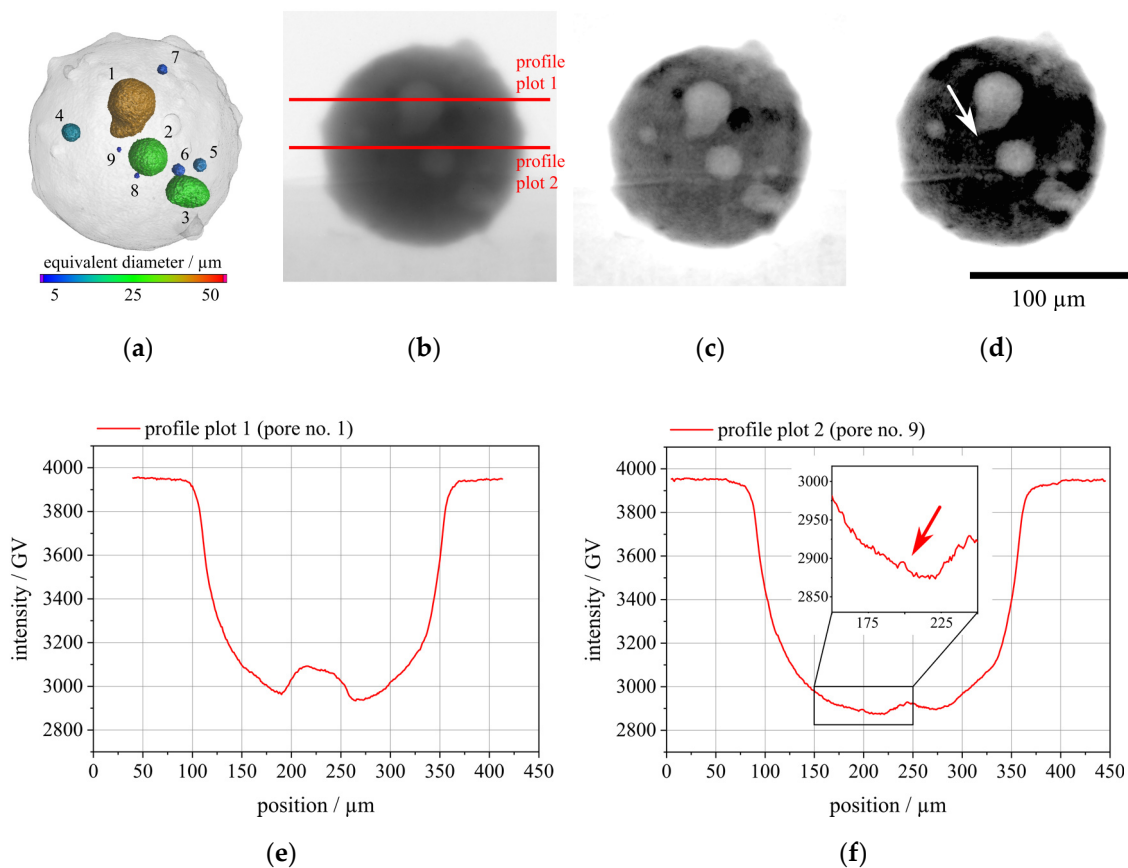 7
1
4
2
9
6
5
8
3
equivalent diameter / µm
5 25 50
(a)
profile
plot 1
profile
plot 2
(b)
(c)
100 µm
(d)
profile plot 1 (pore no. 1)
intensity / GV
4000
3800
3600
3400
3200
3000
2800
0 50 100 150 200 250 300 350 400 450
position / µm
(e)
profile plot 2 (pore no. 9)
intensity / GV
4000
3800
3600
3400
3200
3000
2800
3000
2950
2900
2850
175 225
0 50 100 150 200 250 300 350 400 450
position / µm
(f)